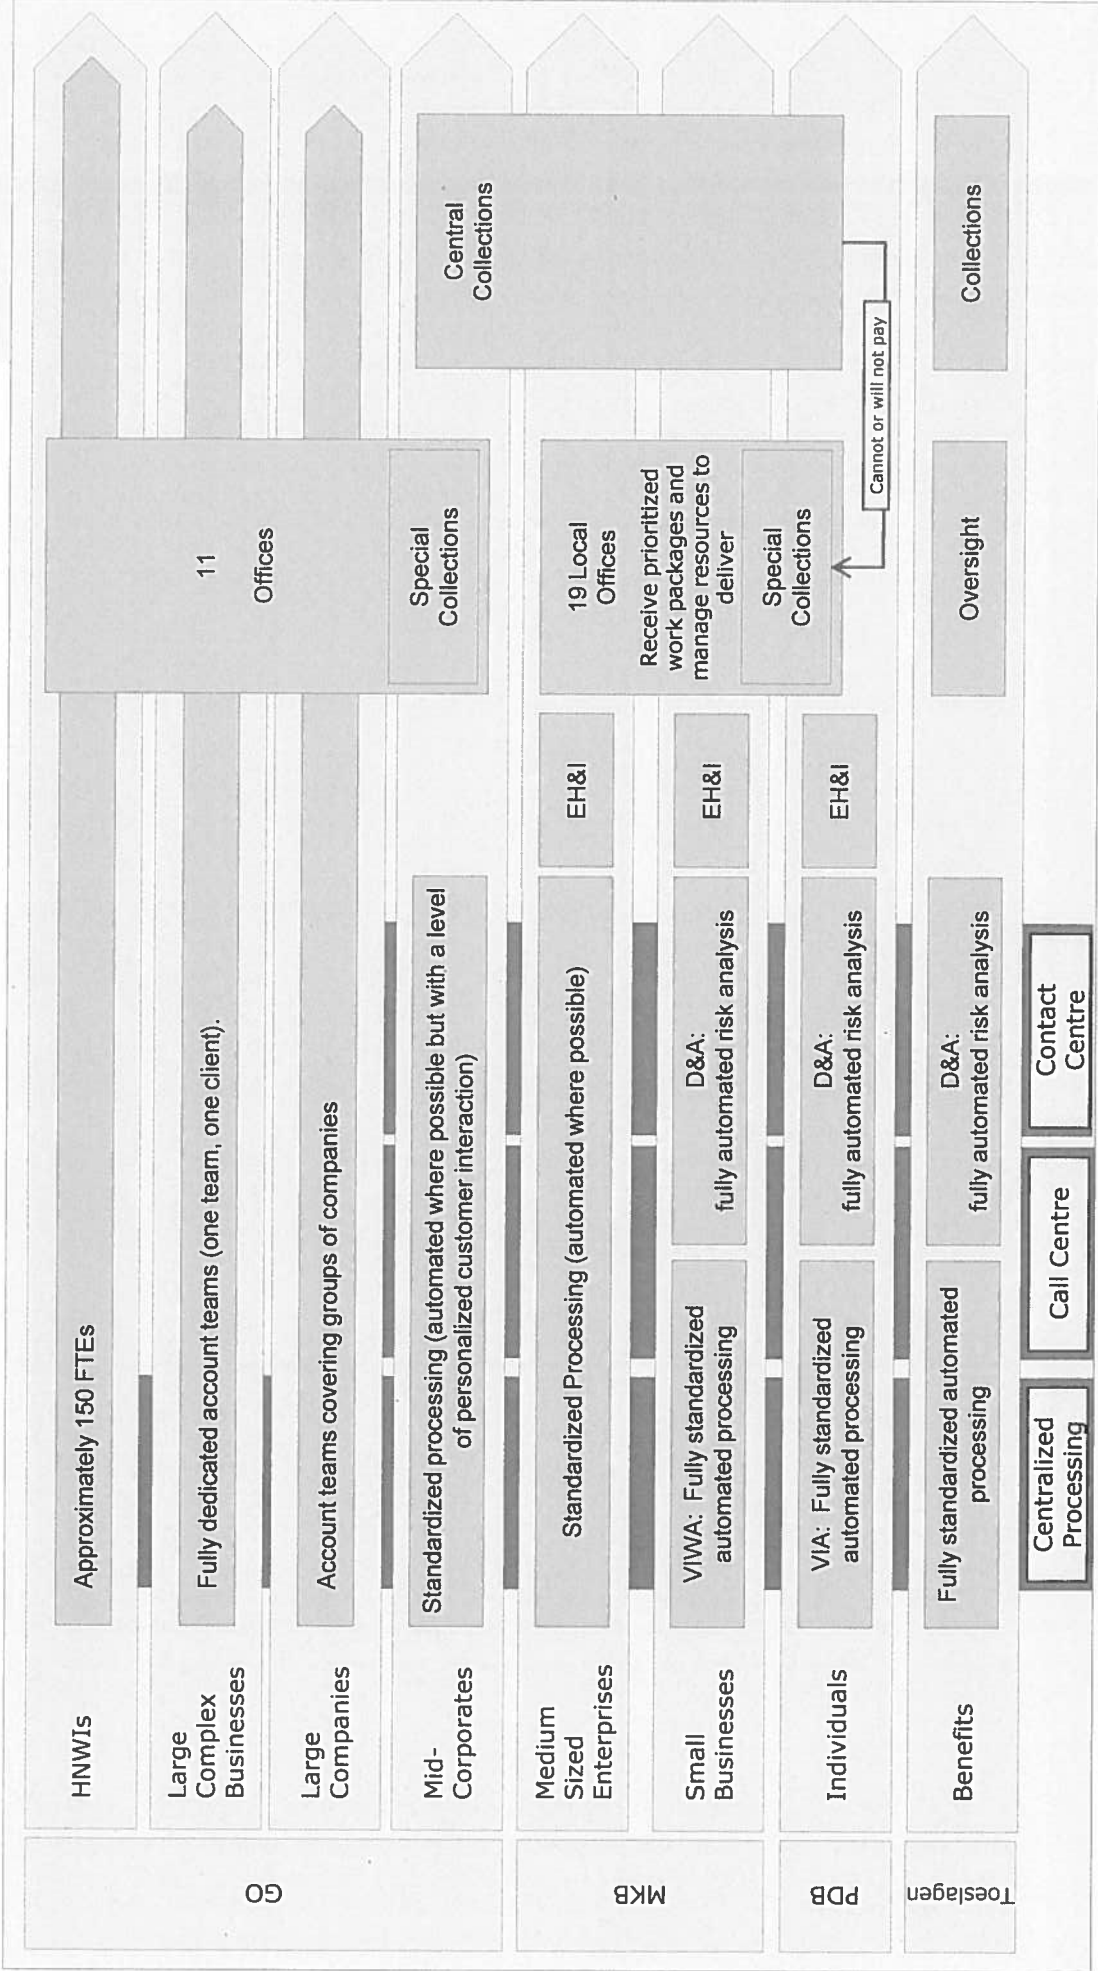 GO
HNWIs
Approximately 150 FTEs
Large
Complex
Businesses
Fully dedicated account teams (one team, one client).
Large
Companies
Account teams covering groups of companies
Mid-
Corporates
Standardized processing (automated where possible but with a level
of personalized customer interaction)
11
Offices
Special
Collections
Central
Collections
MKB
Medium
Sized
Enterprises
Standardized Processing (automated where possible)
EH&I
19 Local
Offices
Receive prioritized
work packages and
manage resources to
deliver
Special
Collections
Small
Businesses
VIWA: Fully standardized
automated processing
D&A:
fully automated risk analysis
EH&I
PDB
Individuals
VIA: Fully standardized
automated processing
D&A:
fully automated risk analysis
EH&I
Cannot or will not pay
Toeslagen
Benefits
Fully standardized automated
processing
D&A:
fully automated risk analysis
Oversight
Collections
Centralized
Processing
Call Centre
Contact
Centre